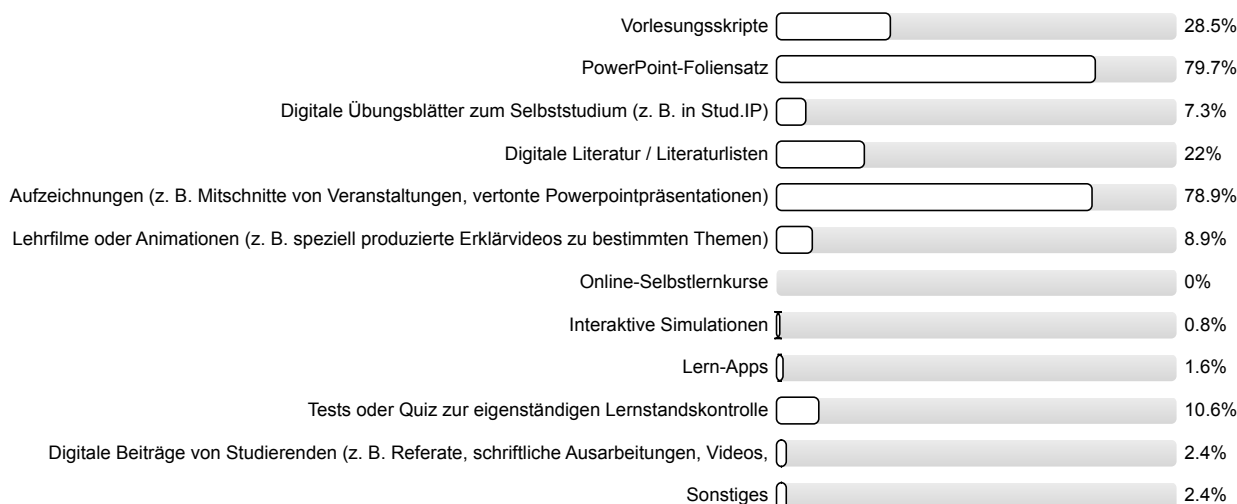 Vorlesungsskripte 28.5%
PowerPoint-Foliensatz 79.7%
Digitale Übungsblätter zum Selbststudium (z. B. in Stud.IP) 7.3%
Digitale Literatur / Literaturlisten 22%
Aufzeichnungen (z. B. Mitschnitte von Veranstaltungen, vertonte Powerpointpräsentationen) 78.9%
Lehrfilme oder Animationen (z. B. speziell produzierte Erklärvideos zu bestimmten Themen) 8.9%
Online-Selbstlernkurse 0%
Interaktive Simulationen 0.8%
Lern-Apps 1.6%
Tests oder Quiz zur eigenständigen Lernstandskontrolle 10.6%
Digitale Beiträge von Studierenden (z. B. Referate, schriftliche Ausarbeitungen, Videos, 2.4%
Sonstiges 2.4%